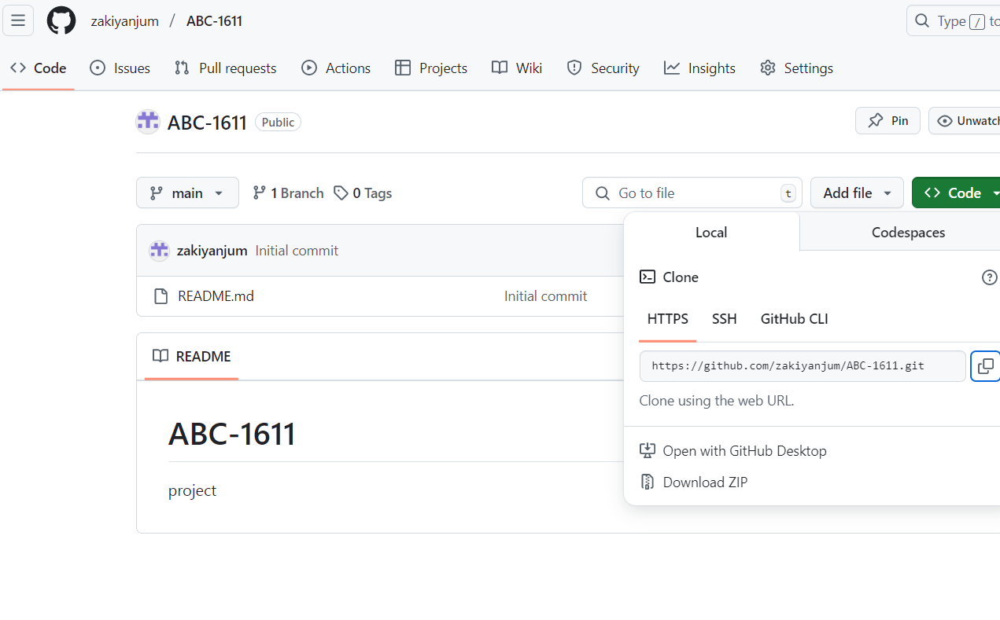 zakiyanjum / ABC-1611
Type / to
Code Issues Pull requests Actions Projects Wiki Security Insights Settings
ABC-1611 Public
Pin Unwatch
main 1 Branch 0 Tags
Go to file t Add file Code
Local Codespaces
zakiyanjum Initial commit
Clone
README.md Initial commit
HTTPS SSH GitHub CLI
README
https://github.com/zakiyanjum/ABC-1611.git
Clone using the web URL.
ABC-1611
Open with GitHub Desktop
Download ZIP
project